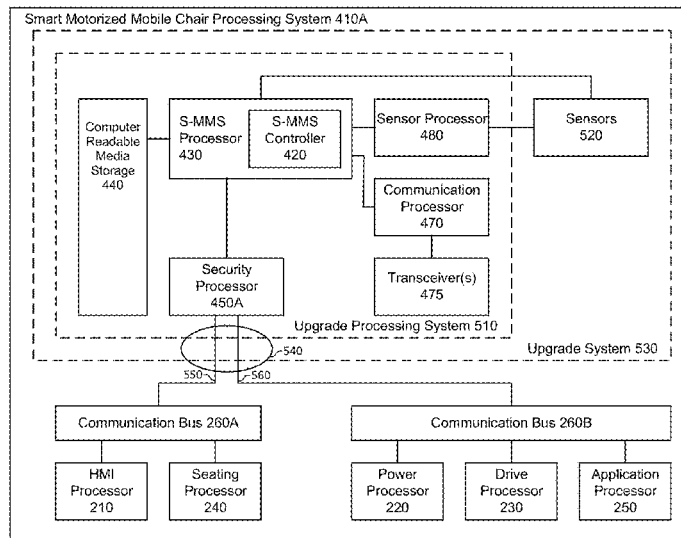 Smart Motorized Mobile Chair Processing System 410A
Computer
Readable
Media
Storage
440
S-MMS
Processor
430
S-MMS
Controller
420
Sensor Processor
480
Sensors
520
Communication
Processor
470
Security
Processor
450A
Transceiver(s)
475
Upgrade Processing System 510
540
Upgrade System 530
550
560
Communication Bus 260A
Communication Bus 260B
HMI
Processor
210
Seating
Processor
240
Power
Processor
220
Drive
Processor
230
Application
Processor
250